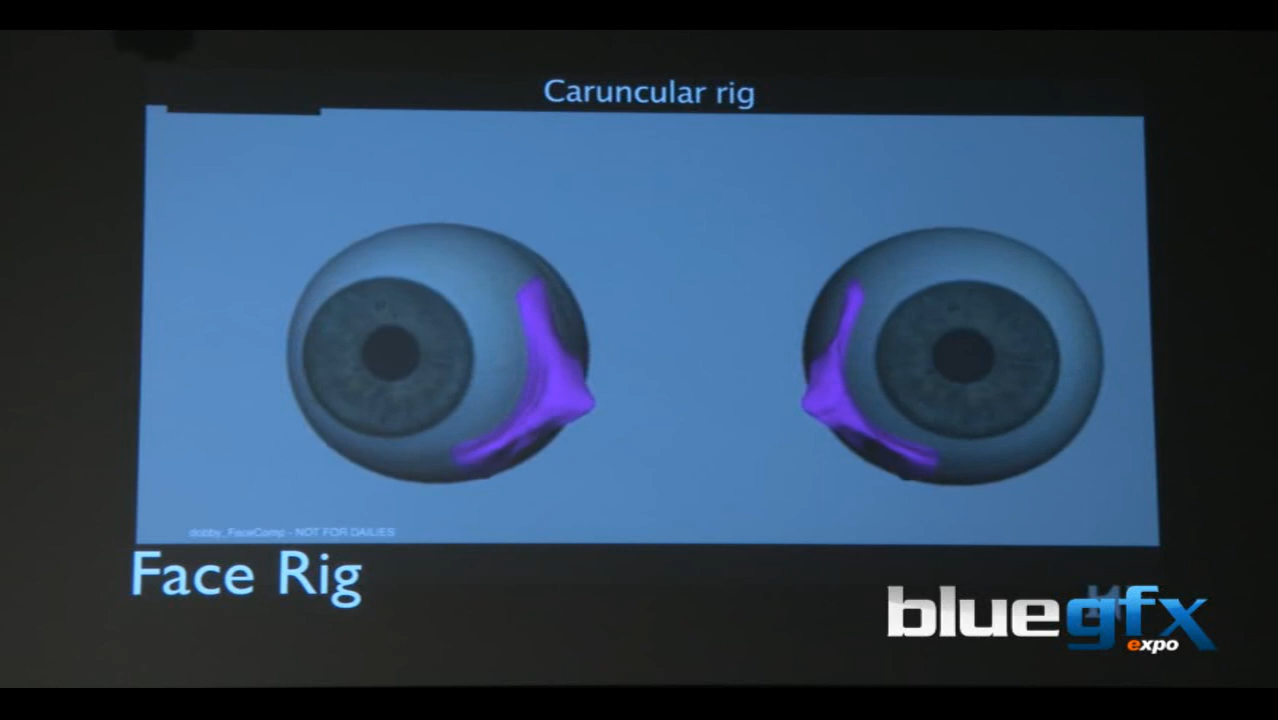 Caruncular rig
dobby_FaceComp - NOT FOR DAILIES
Face Rig
bluegfx
expo